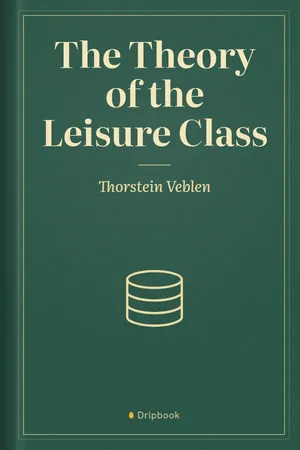 The Theory
of the
Leisure Class
Thorstein Veblen
Dripbook